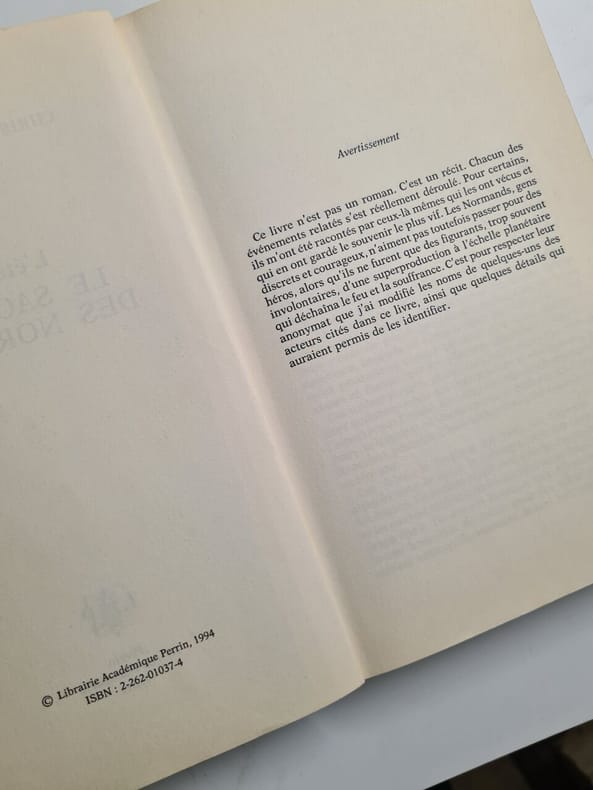 © Librairie Académique Perrin, 1994
ISBN : 2-262-01037-4
Avertissement
Ce livre n'est pas un roman. C'est un récit. Chacun des
événements relatés s'est réellement déroulé. Pour certains,
ils m'ont été racontés par ceux-là mêmes qui les ont vécus et
qui en ont gardé le souvenir le plus vif. Les Normands, gens
discrets et courageux, n'aiment pas toutefois passer pour des
héros, alors qu'ils ne furent que des figurants, trop souvent
involontaires, d'une superproduction à l'échelle planétaire
qui déchaîna le feu et la souffrance. C'est pour respecter leur
anonymat que j'ai modifié les noms de quelques-uns des
acteurs cités dans ce livre, ainsi que quelques détails qui
auraient permis de les identifier.